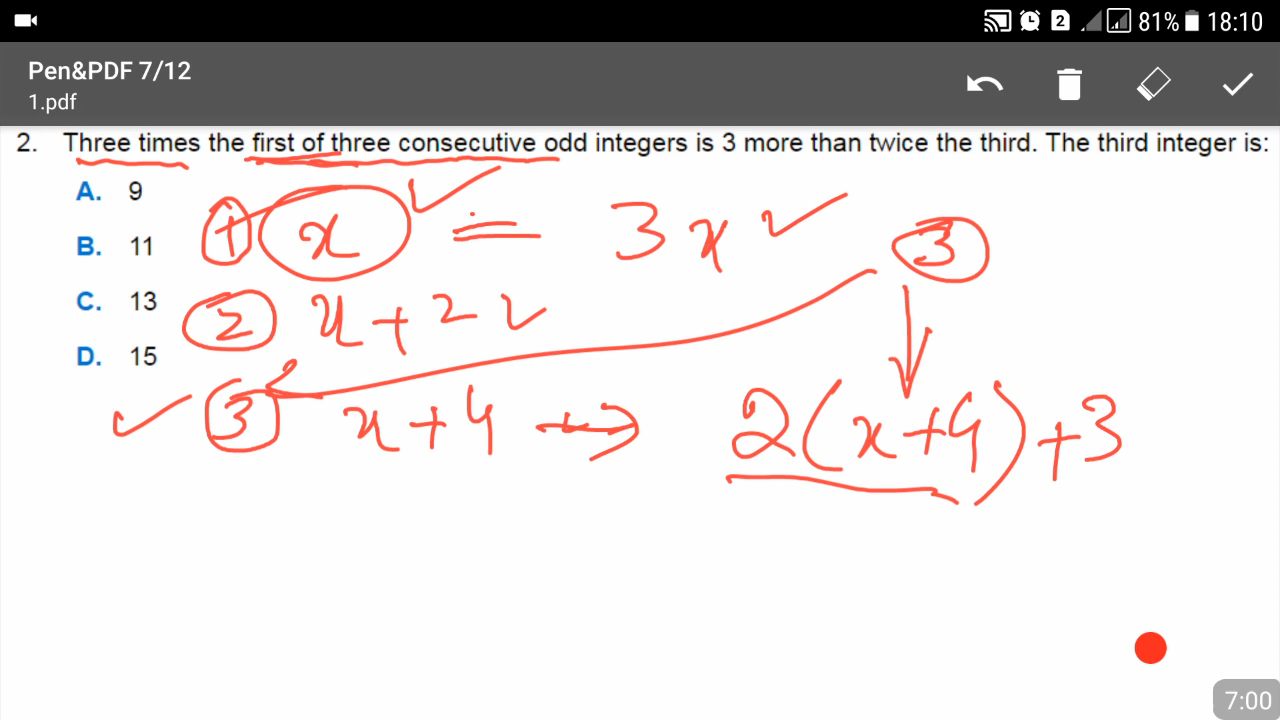 2 81% 18:10
Pen&PDF 7/12
1.pdf
2. Three times the first of three consecutive odd integers is 3 more than twice the third. The third integer is:
A. 9
B. 11
C. 13
D. 15
1 x = 3x 3
2 x+2
3 x+4 → 2(x+4)+3
7:00